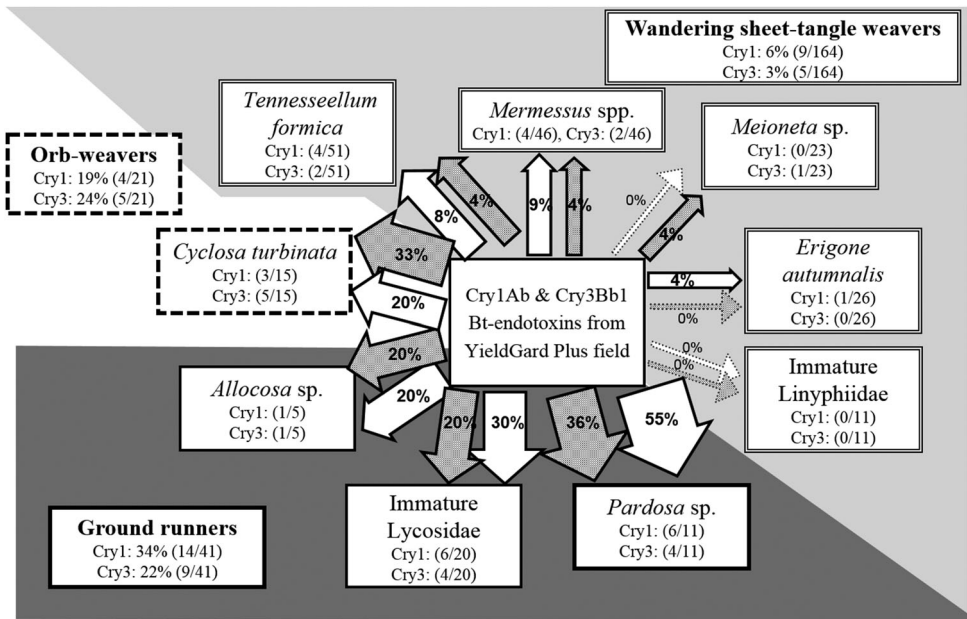 Wandering sheet-tangle weavers
Cry1: 6% (9/164)
Cry3: 3% (5/164)
Tennesseellum
formica
Cry1: (4/51)
Cry3: (2/51)
Mermessus spp.
Cry1: (4/46), Cry3: (2/46)
Meioneta sp.
Cry1: (0/23)
Cry3: (1/23)
Orb-weavers
Cry1: 19% (4/21)
Cry3: 24% (5/21)
Cyclosa turbinata
Cry1: (3/15)
Cry3: (5/15)
Erigone
autumnalis
Cry1: (1/26)
Cry3: (0/26)
4%
8%
33%
20%
9%
4%
0%
4%
4%
0%
0%
0%
Cry1Ab & Cry3Bb1
Bt-endotoxins from
YieldGard Plus field
20%
20%
20%
30%
36%
55%
Allocosa sp.
Cry1: (1/5)
Cry3: (1/5)
Immature
Linyphiidae
Cry1: (0/11)
Cry3: (0/11)
Ground runners
Cry1: 34% (14/41)
Cry3: 22% (9/41)
Immature
Lycosidae
Cry1: (6/20)
Cry3: (4/20)
Pardosa sp.
Cry1: (6/11)
Cry3: (4/11)